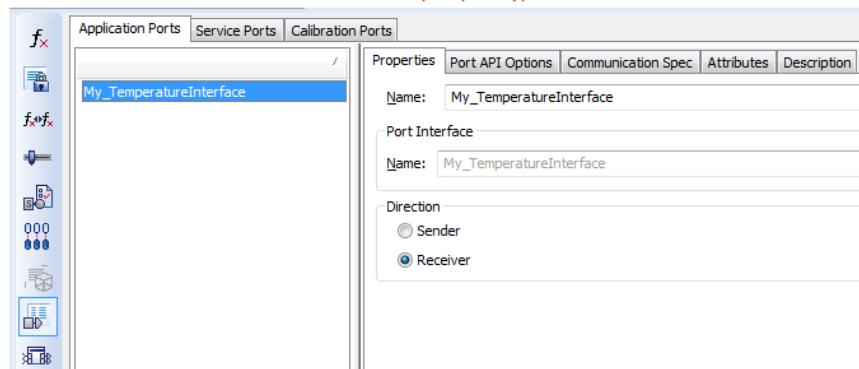 Application Ports Service Ports Calibration Ports
My_TemperatureInterface
Properties Port API Options Communication Spec Attributes Description
Name: My_TemperatureInterface
Port Interface
Name: My_TemperatureInterface
Direction
Sender
Receiver